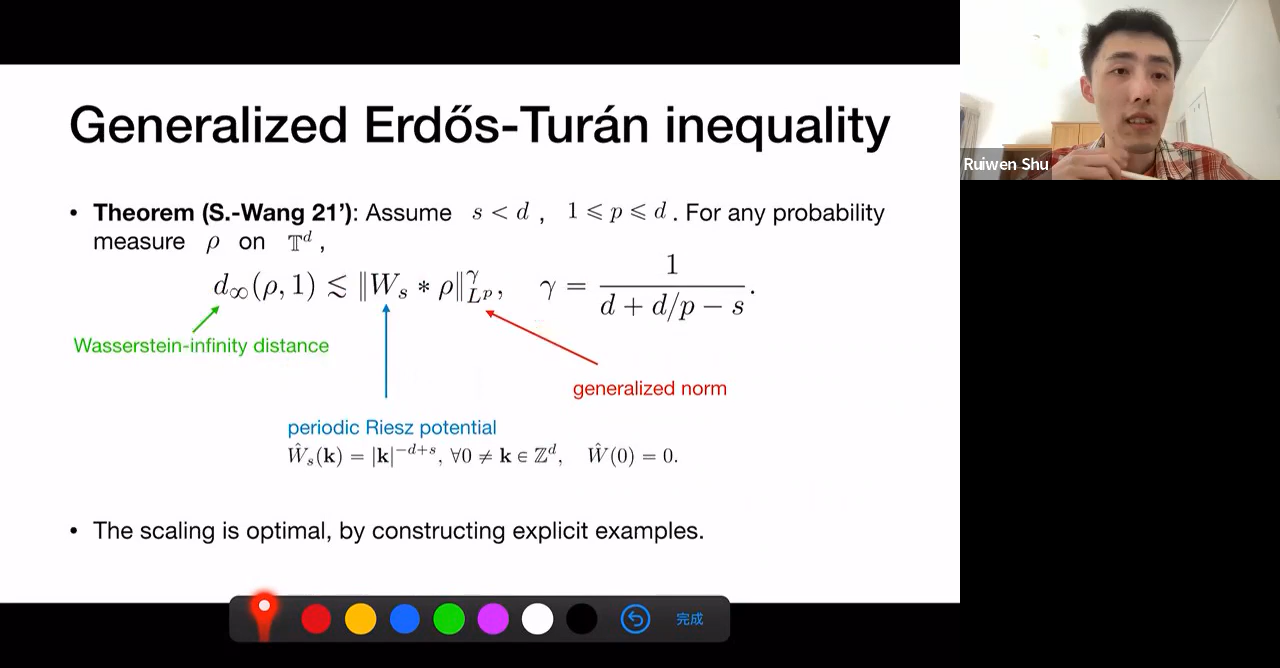 Generalized Erdős-Turán inequality
Ruiwen Shu
• Theorem (S.-Wang 21’): Assume s < d , 1 ⩽ p ⩽ d . For any probability
measure ρ on 𝕋^d ,
d_∞(ρ, 1) ≲ ‖W_s ∗ ρ‖^γ_{L^p}, γ = 1 / (d + d/p − s) .
Wasserstein-infinity distance
generalized norm
periodic Riesz potential
Ŵ_s(𝐤) = |𝐤|^{−d+s}, ∀0 ≠ 𝐤 ∈ ℤ^d, Ŵ(0) = 0.
• The scaling is optimal, by constructing explicit examples.
完成